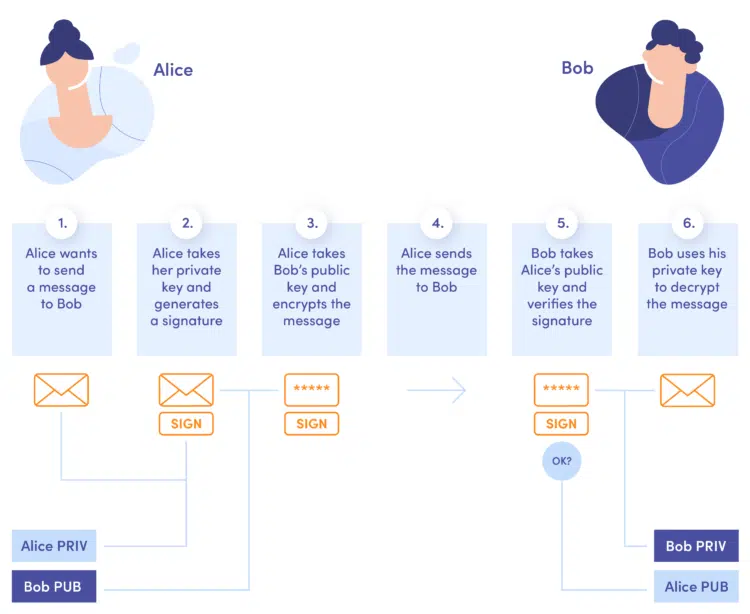 Alice
Bob
1.
Alice wants
to send
a message
to Bob
2.
Alice takes
her private
key and
generates
a signature
3.
Alice takes
Bob's public
key and
encrypts the
message
4.
Alice sends
the message
to Bob
5.
Bob takes
Alice's public
key and
verifies the
signature
6.
Bob uses his
private key
to decrypt
the message
*****
*****
SIGN
SIGN
SIGN
OK?
Alice PRIV
Bob PRIV
Bob PUB
Alice PUB